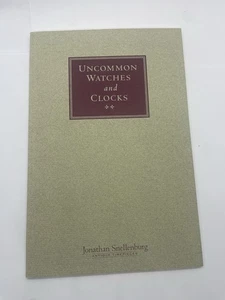 UNCOMMON
WATCHES
and
CLOCKS
Jonathan Snellenburg